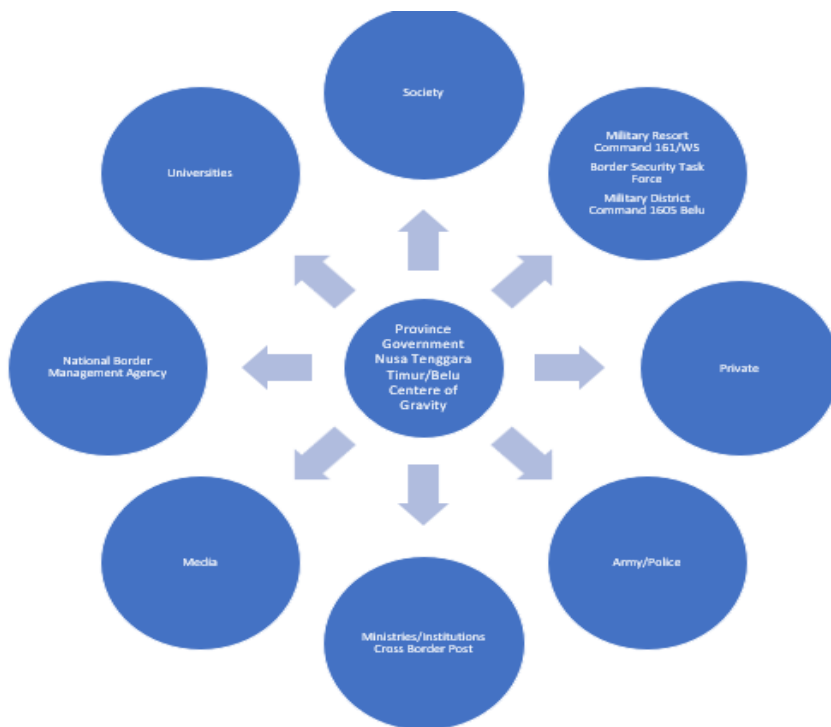 Society
Military Resort
Command 161/WS
Border Security Task
Force
Military District
Command 1605 Belu
Universities
Province
Government
Nusa Tenggara
Timur/Belu
Centere of
Gravity
National Border
Management Agency
Private
Media
Army/Police
Ministries/Institutions
Cross Border Post